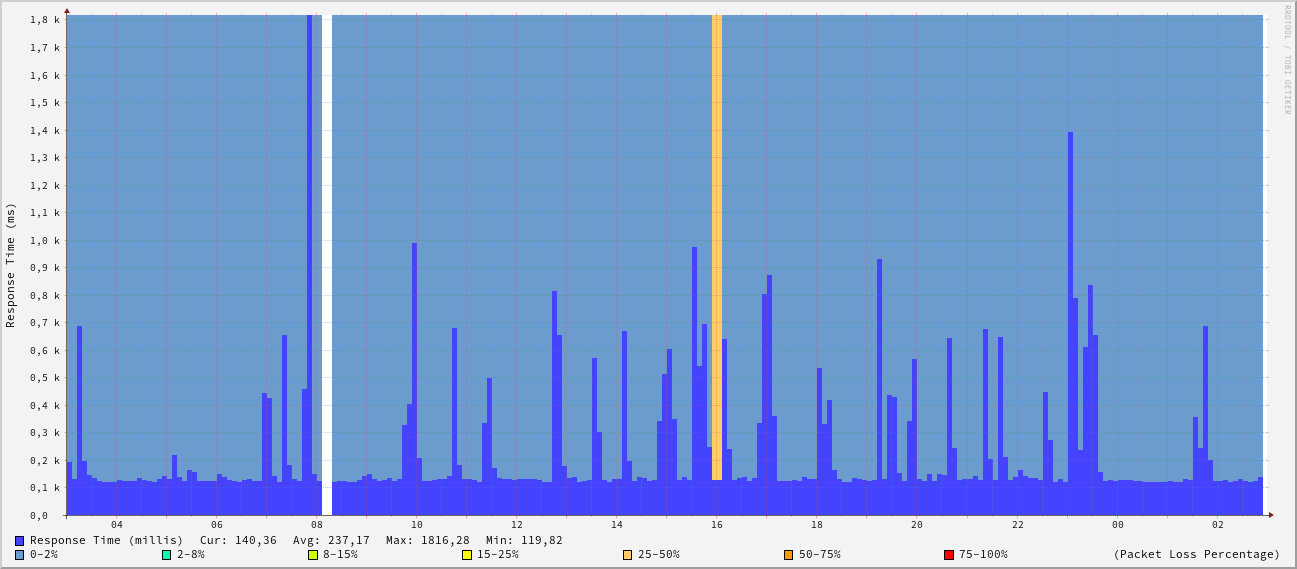 1,8 k
1,7 k
1,6 k
1,5 k
1,4 k
1,3 k
1,2 k
1,1 k
1,0 k
0,9 k
0,8 k
0,7 k
0,6 k
0,5 k
0,4 k
0,3 k
0,2 k
0,1 k
0,0
Response Time (ms)
RRDTOOL / TOBI OETIKER
04 06 08 10 12 14 16 18 20 22 00 02
Response Time (millis) Cur: 140,36 Avg: 237,17 Max: 1816,28 Min: 119,82
0-2% 2-8% 8-15% 15-25% 25-50% 50-75% 75-100% (Packet Loss Percentage)